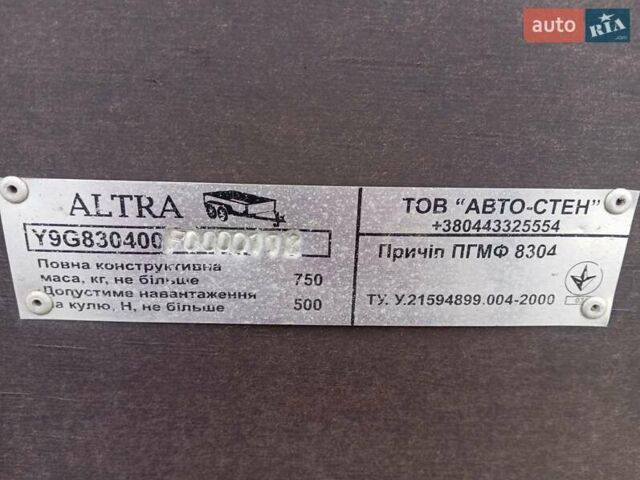 auto RIA.com
ALTRA
Y9G830400
Повна конструктивна
маса, кг, не більше 750
Допустиме навантаження
на кулю, Н, не більше 500
ТОВ "АВТО-СТЕН"
+380443325554
Причіп ПГМФ 8304
ТУ. У.21594899.004-2000